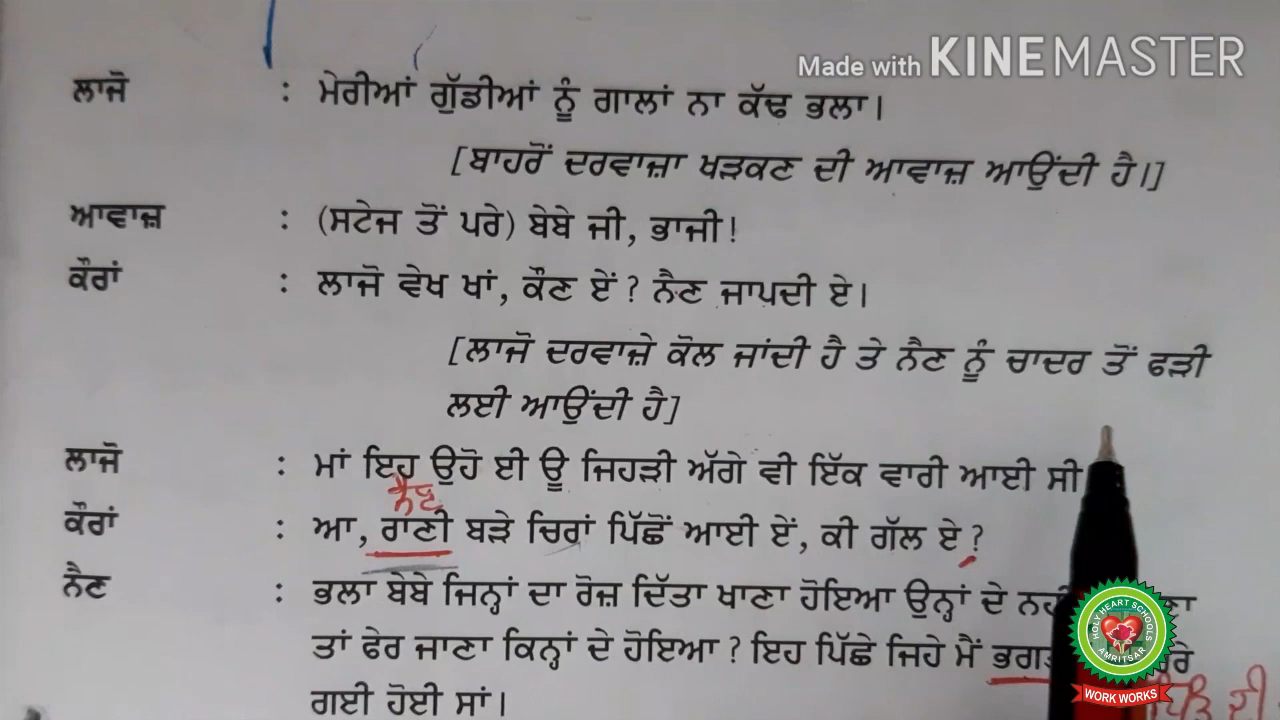 Made with KINEMASTER
ਲਾਜੋ : ਮੇਰੀਆਂ ਗੁੱਡੀਆਂ ਨੂੰ ਗਾਲਾਂ ਨਾ ਕੱਢ ਭਲਾ।
[ਬਾਹਰੋਂ ਦਰਵਾਜ਼ਾ ਖੜਕਣ ਦੀ ਆਵਾਜ਼ ਆਉਂਦੀ ਹੈ।]
ਆਵਾਜ਼ : (ਸਟੇਜ ਤੋਂ ਪਰੇ) ਬੇਬੇ ਜੀ, ਭਾਜੀ!
ਕੌਰਾਂ : ਲਾਜੋ ਵੇਖ ਖਾਂ, ਕੌਣ ਏਂ? ਨੈਣ ਜਾਪਦੀ ਏ।
[ਲਾਜੋ ਦਰਵਾਜ਼ੇ ਕੋਲ ਜਾਂਦੀ ਹੈ ਤੇ ਨੈਣ ਨੂੰ ਚਾਦਰ ਤੋਂ ਫੜੀ
ਲਈ ਆਉਂਦੀ ਹੈ]
ਲਾਜੋ : ਮਾਂ ਇਹ ਉਹੋ ਈ ਊ ਜਿਹੜੀ ਅੱਗੇ ਵੀ ਇੱਕ ਵਾਰੀ ਆਈ ਸੀ
ਨੈਣ
ਕੌਰਾਂ : ਆ, ਰਾਣੀ ਬੜੇ ਚਿਰਾਂ ਪਿੱਛੋਂ ਆਈ ਏਂ, ਕੀ ਗੱਲ ਏ?
ਨੈਣ : ਭਲਾ ਬੇਬੇ ਜਿਨ੍ਹਾਂ ਦਾ ਰੋਜ਼ ਦਿੱਤਾ ਖਾਣਾ ਹੋਇਆ ਉਨ੍ਹਾਂ ਦੇ
ਤਾਂ ਫੇਰ ਜਾਣਾ ਕਿਨ੍ਹਾਂ ਦੇ ਹੋਇਆ? ਇਹ ਪਿੱਛੇ ਜਿਹੇ ਮੈਂ
ਗਈ ਹੋਈ ਸਾਂ।
HOLY HEART SCHOOLS
AMRITSAR
WORK WORKS